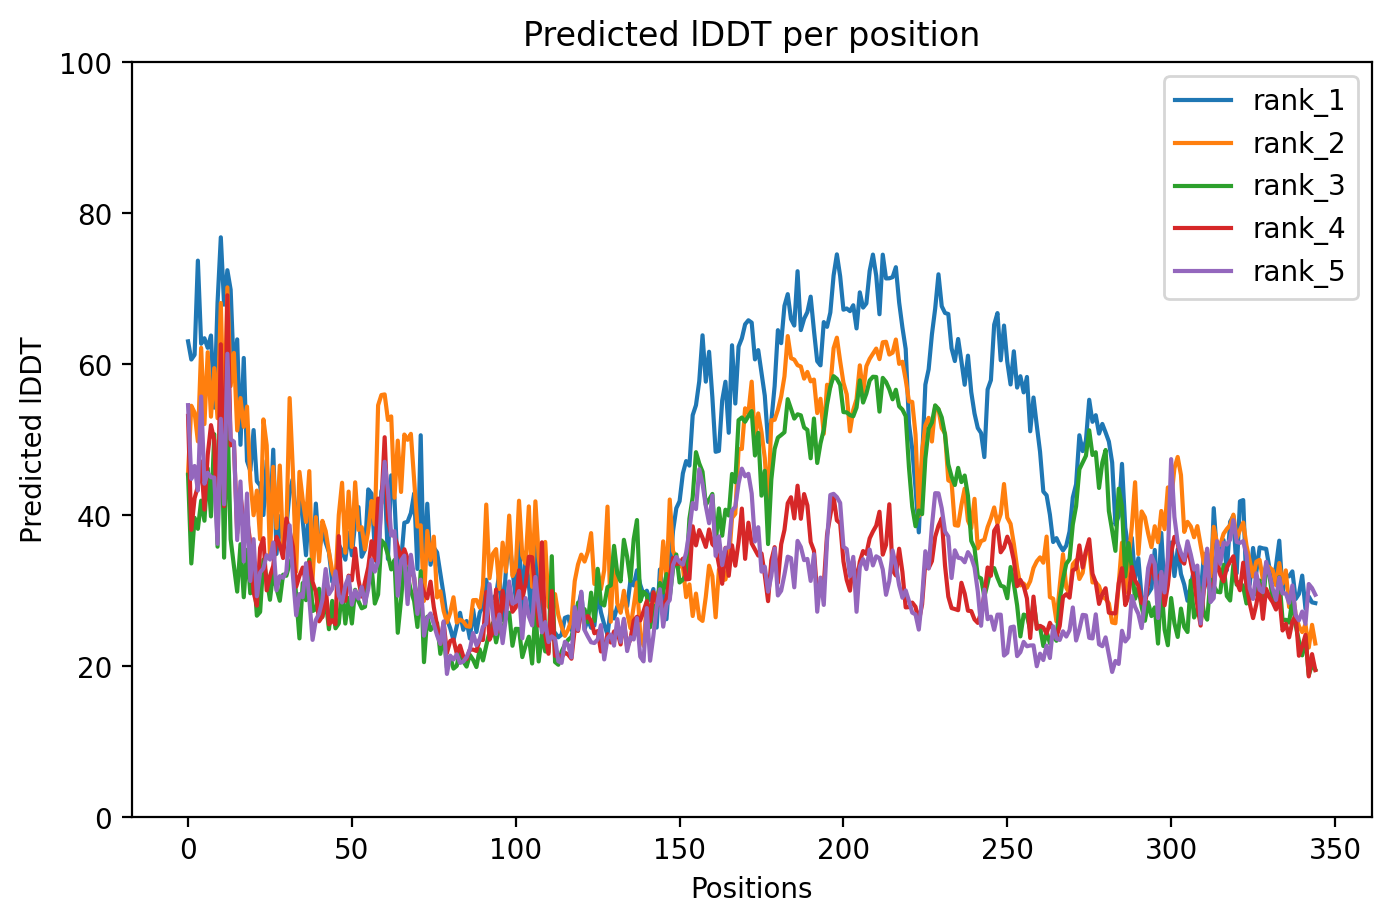 Predicted lDDT per position
Predicted lDDT
100
80
60
40
20
0
rank_1
rank_2
rank_3
rank_4
rank_5
0 50 100 150 200 250 300 350
Positions